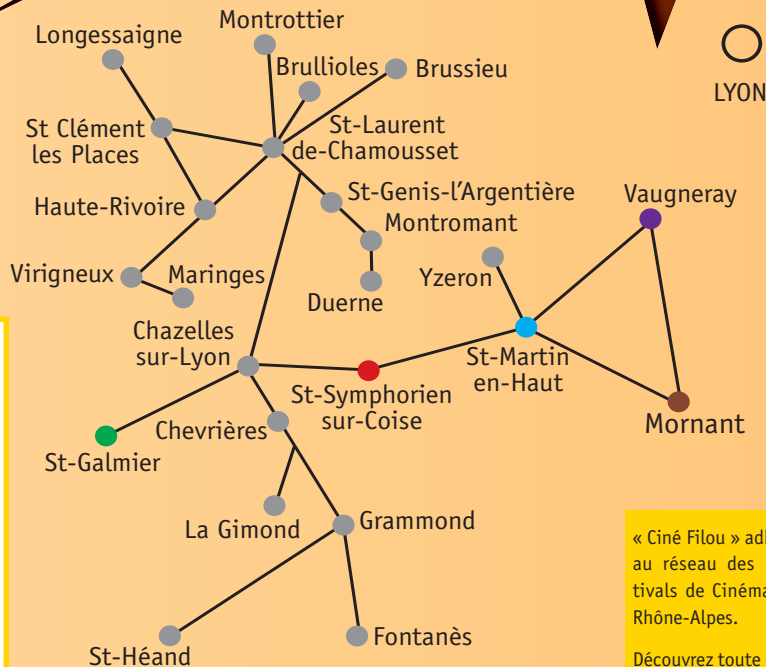 Montrottier
Longessaigne
Brullioles
Brussieu
LYON
St Clément
les Places
St-Laurent
de-Chamousset
St-Genis-l'Argentière
Vaugneray
Haute-Rivoire
Montromant
Virigneux
Maringes
Yzeron
Duerne
Chazelles
sur-Lyon
St-Martin
en-Haut
St-Symphorien
sur-Coise
Mornant
Chevrières
St-Galmier
La Gimond
Grammond
« Ciné Filou »
au réseau des
tivals de Cinéma
Rhône-Alpes.
Fontanès
Découvrez toute
St-Héand